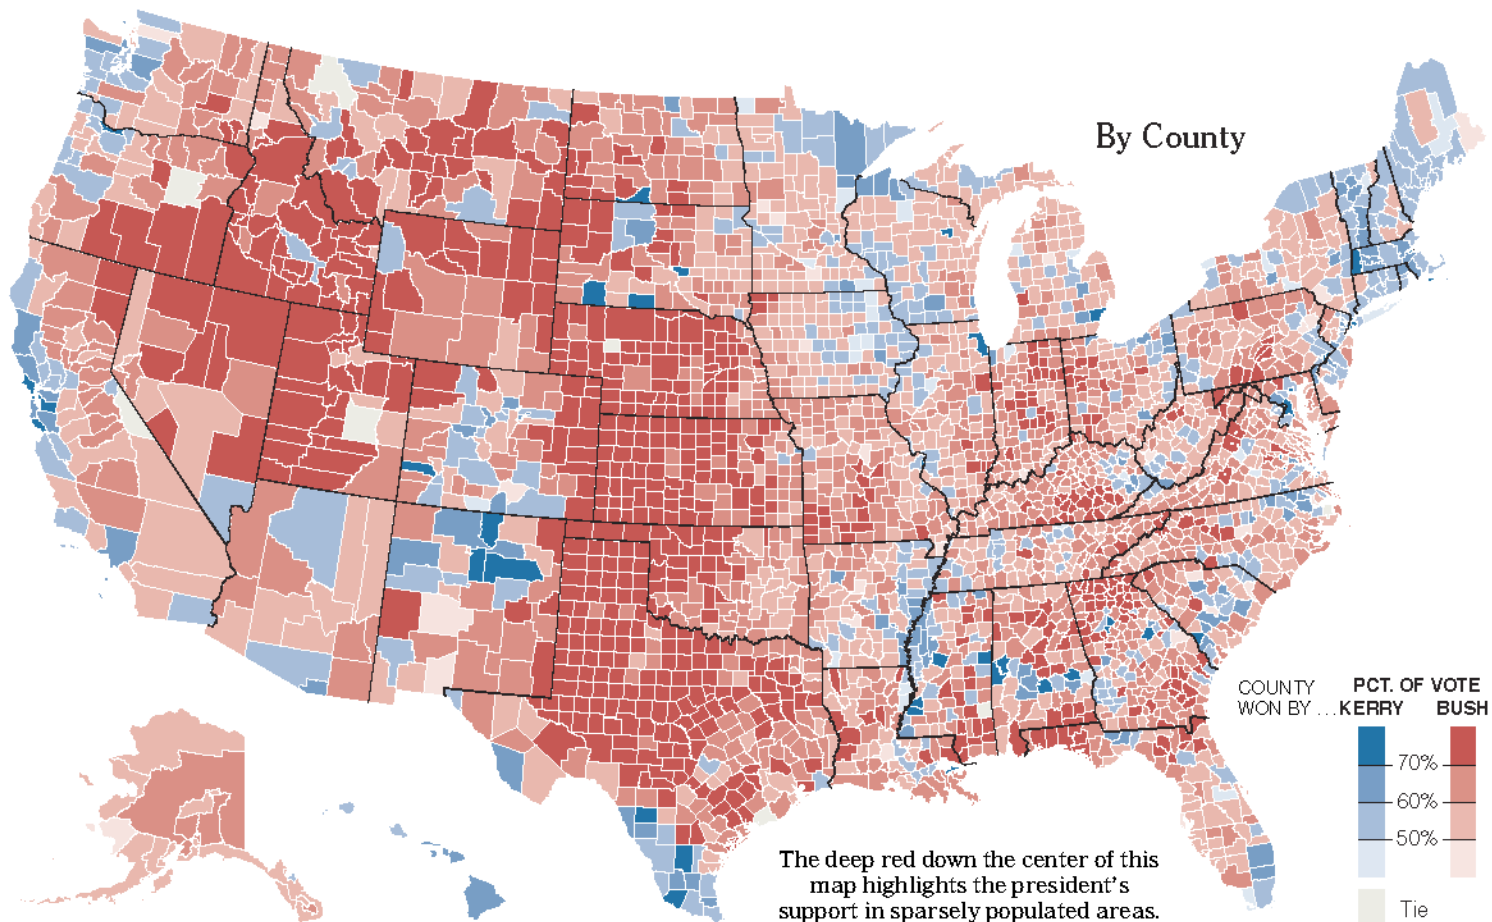 By County
COUNTY WON BY ...
PCT. OF VOTE
KERRY BUSH
70%
60%
50%
Tie
The deep red down the center of this
map highlights the president's
support in sparsely populated areas.